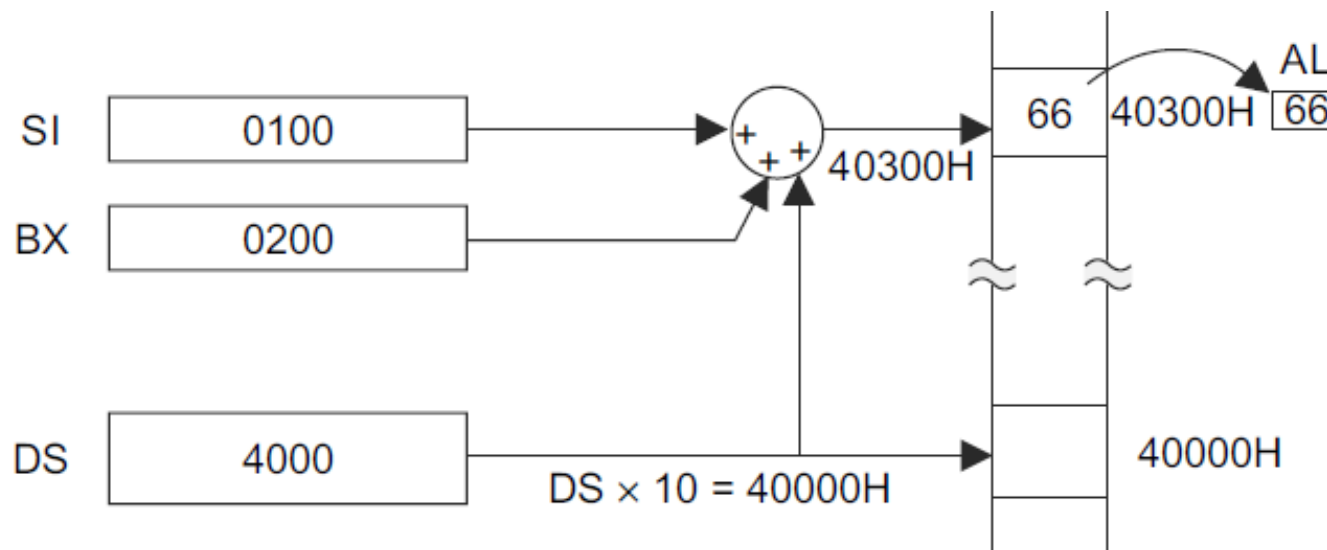 AL
SI 0100 + + + 66 40300H 66
40300H
BX 0200
DS 4000 40000H
DS × 10 = 40000H